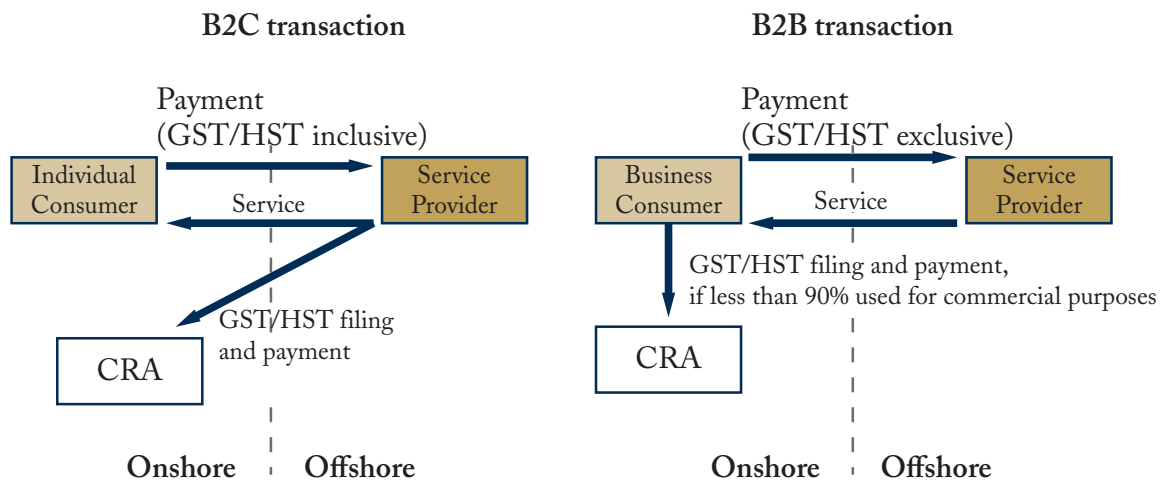 B2C transaction
Payment
(GST/HST inclusive)
Individual
Consumer
Service
Provider
Service
GST/HST filing
and payment
CRA
Onshore
Offshore
B2B transaction
Payment
(GST/HST exclusive)
Business
Consumer
Service
Provider
Service
GST/HST filing and payment,
if less than 90% used for commercial purposes
CRA
Onshore
Offshore